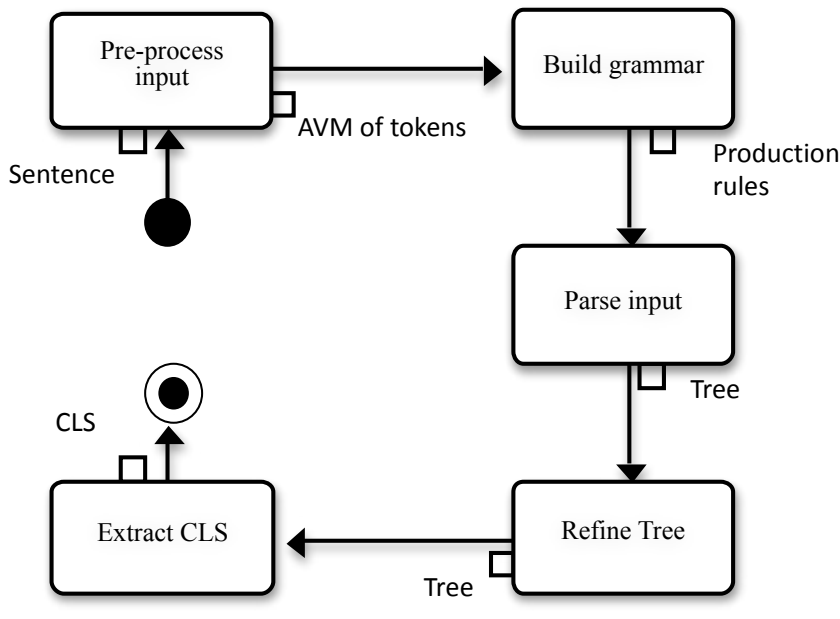 Pre-process
input
Build grammar
AVM of tokens
Sentence
Production
rules
Parse input
Tree
CLS
Extract CLS
Refine Tree
Tree